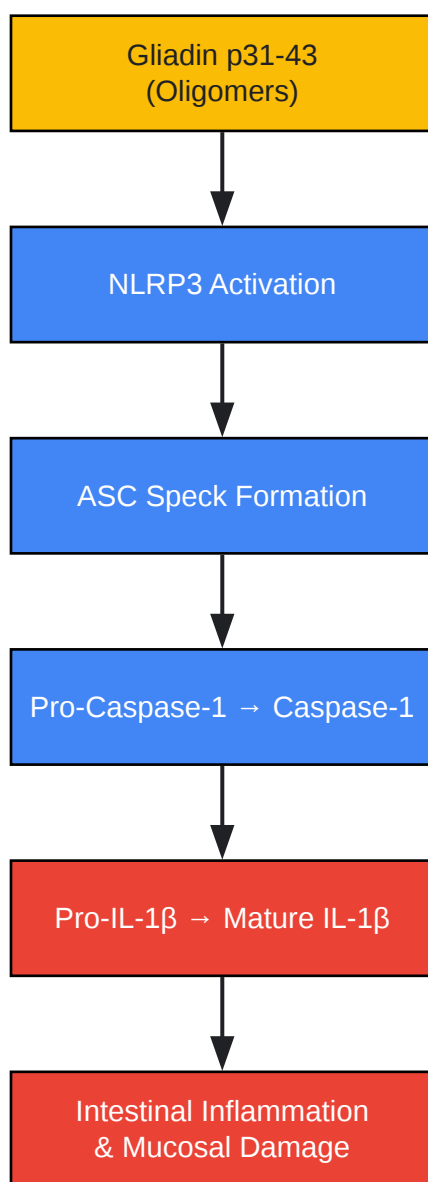 Gliadin p31-43
(Oligomers)
NLRP3 Activation
ASC Speck Formation
Pro-Caspase-1 → Caspase-1
Pro-IL-1β → Mature IL-1β
Intestinal Inflammation
& Mucosal Damage